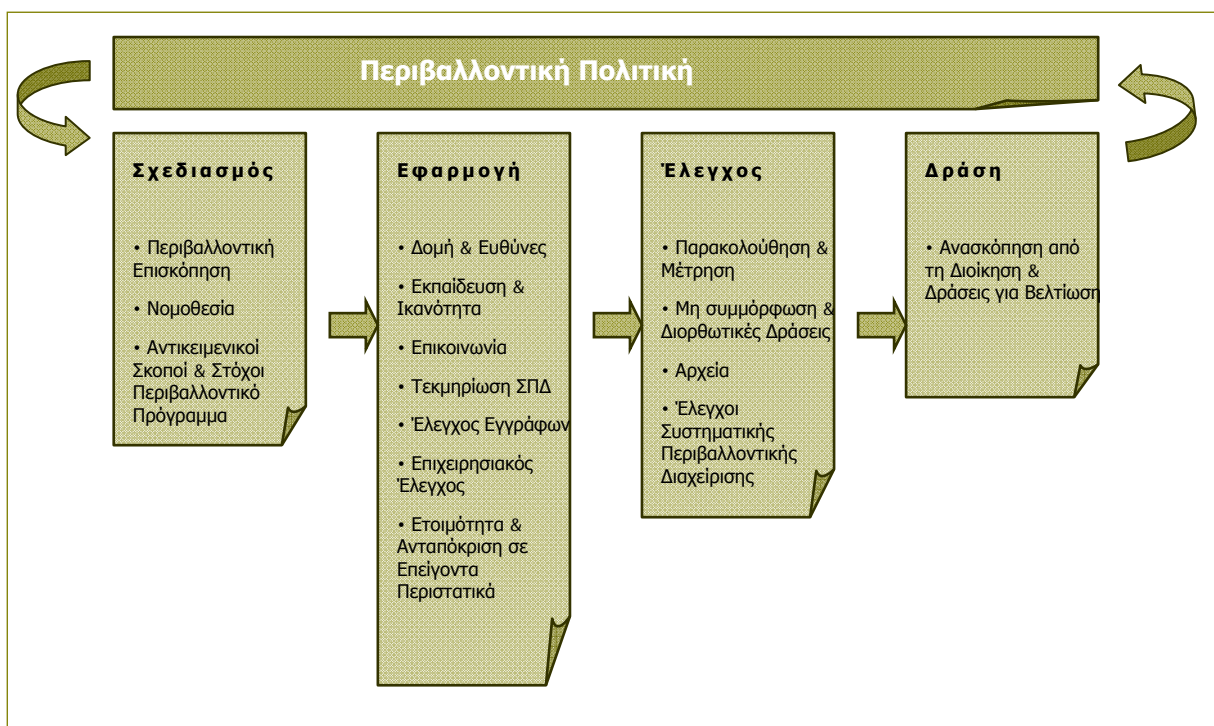 Περιβαλλοντική Πολιτική
Σχεδιασμός
• Περιβαλλοντική
Επισκόπηση
• Νομοθεσία
• Αντικειμενικοί
Σκοποί & Στόχοι
Περιβαλλοντικό
Πρόγραμμα
Εφαρμογή
• Δομή & Ευθύνες
• Εκπαίδευση &
Ικανότητα
• Επικοινωνία
• Τεκμηρίωση ΣΠΔ
• Έλεγχος Εγγράφων
• Επιχειρησιακός
Έλεγχος
• Ετοιμότητα &
Ανταπόκριση σε
Επείγοντα
Περιστατικά
Έλεγχος
• Παρακολούθηση &
Μέτρηση
• Μη συμμόρφωση &
Διορθωτικές Δράσεις
• Αρχεία
• Έλεγχοι
Συστηματικής
Περιβαλλοντικής
Διαχείρισης
Δράση
• Ανασκόπηση από
τη Διοίκηση &
Δράσεις για Βελτίωση